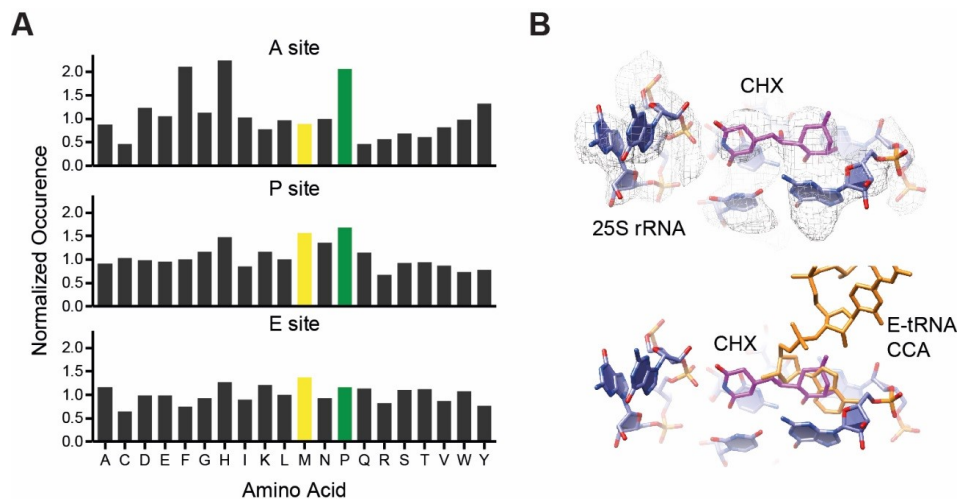 A
B
A site
2.0
1.5
1.0
0.5
0.0
P site
2.0
1.5
1.0
0.5
0.0
E site
2.0
1.5
1.0
0.5
0.0
Normalized Occurence
A C D E F G H I K L M N P Q R S T V W Y
Amino Acid
CHX
25S rRNA
E-tRNA
CCA
CHX